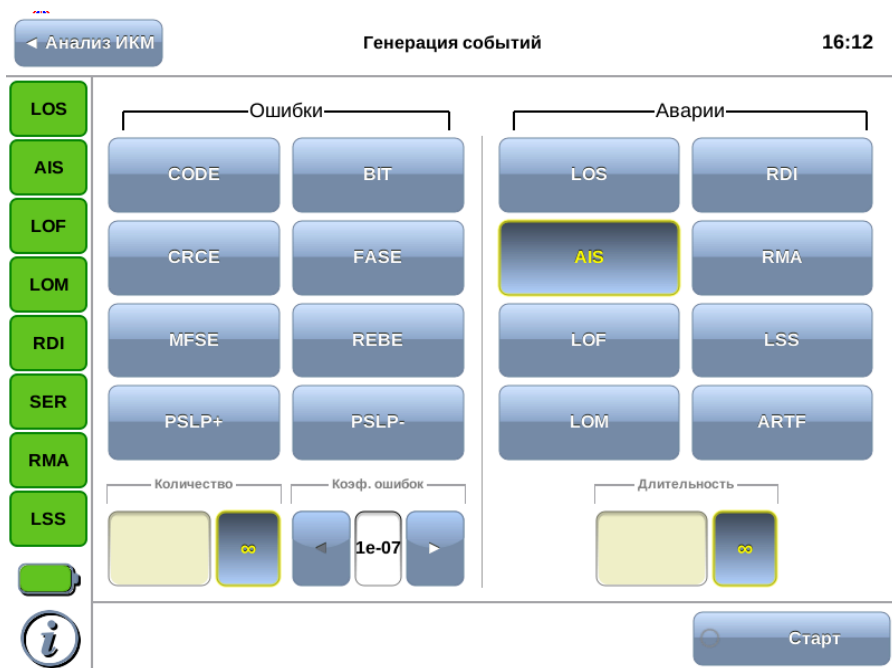 ◄ Анализ ИКМ
Генерация событий
16:12
LOS
AIS
LOF
LOM
RDI
SER
RMA
LSS
Ошибки
CODE BIT
CRCE FASE
MFSE REBE
PSLP+ PSLP-
Количество
∞
Коэф. ошибок
◄ 1e-07 ►
Аварии
LOS RDI
AIS RMA
LOF LSS
LOM ARTF
Длительность
∞
i
Старт